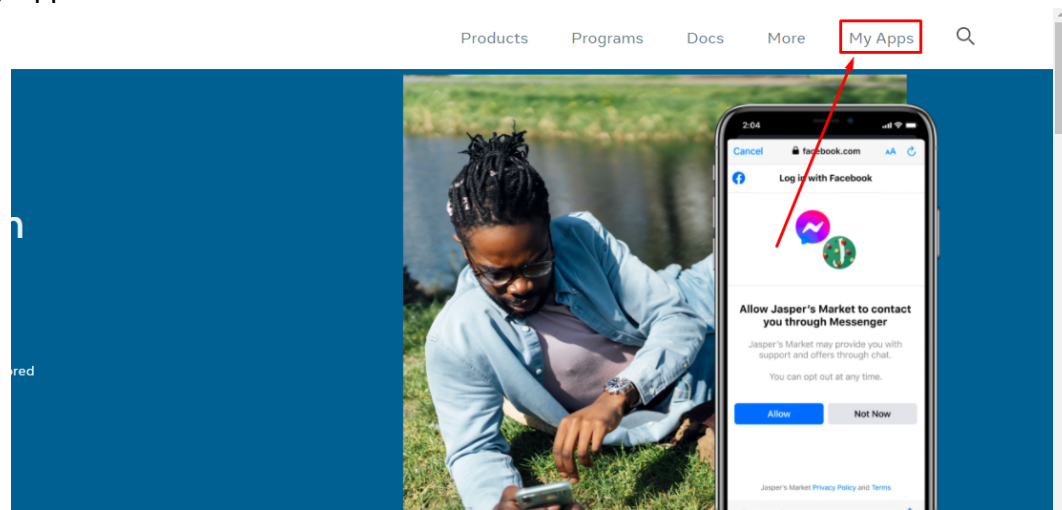 Products Programs Docs More My Apps
n
red
2:04
Cancel facebook.com AA
Log in with Facebook
Allow Jasper's Market to contact
you through Messenger
Jasper's Market may provide you with
support and offers through chat.
You can opt out at any time.
Allow Not Now
Jasper's Market Privacy Policy and Terms